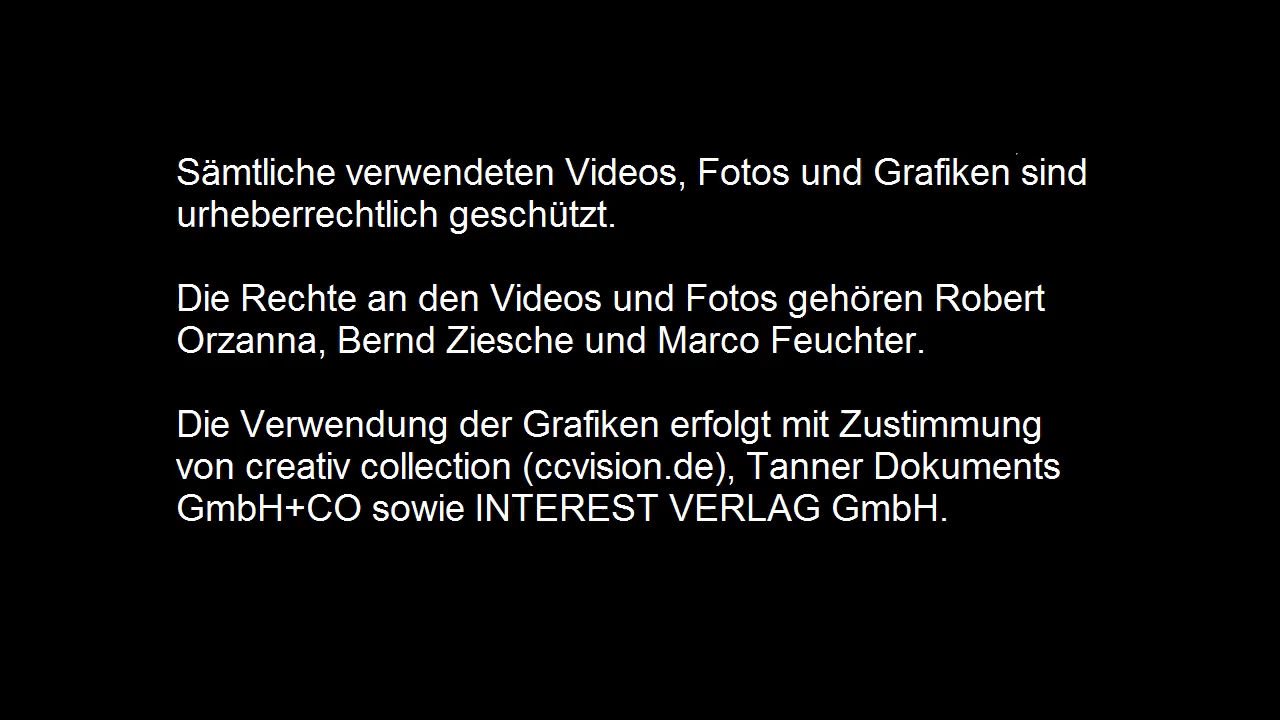 Sämtliche verwendeten Videos, Fotos und Grafiken sind
urheberrechtlich geschützt.
Die Rechte an den Videos und Fotos gehören Robert
Orzanna, Bernd Ziesche und Marco Feuchter.
Die Verwendung der Grafiken erfolgt mit Zustimmung
von creativ collection (ccvision.de), Tanner Dokuments
GmbH+CO sowie INTEREST VERLAG GmbH.